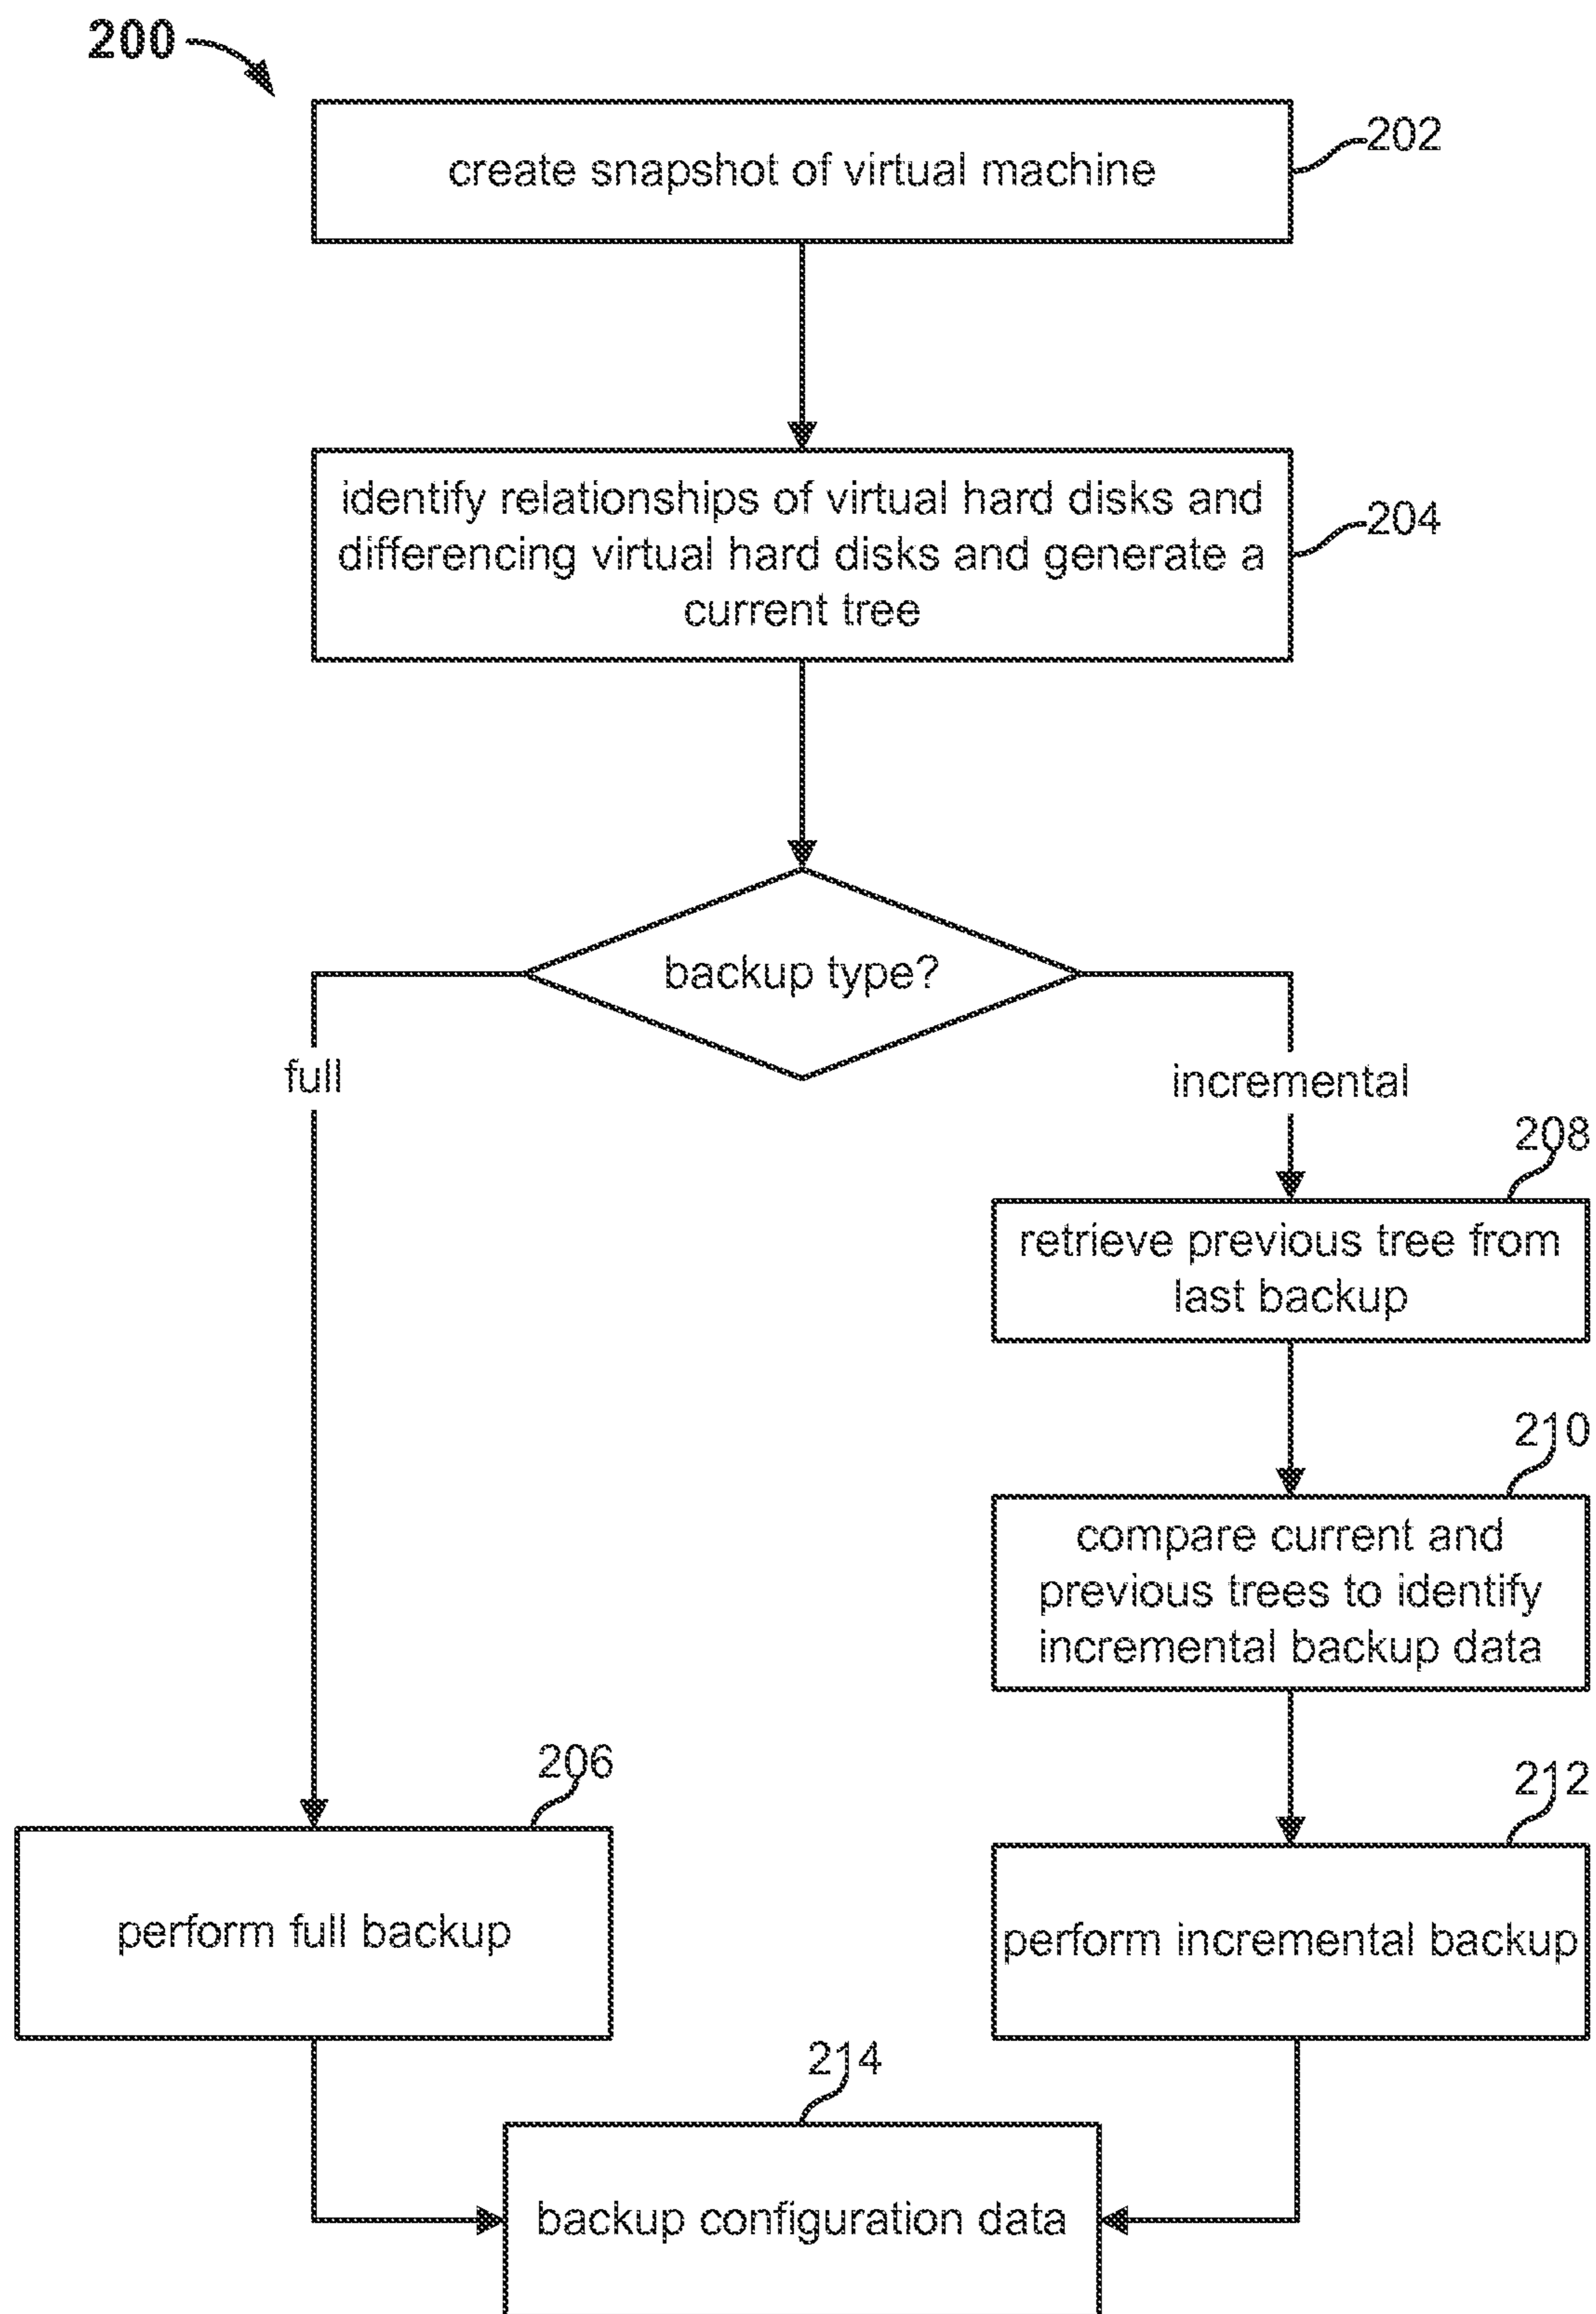 200
create snapshot of virtual machine
202
identify relationships of virtual hard disks and
differencing virtual hard disks and generate a
current tree
204
backup type?
full
incremental
208
retrieve previous tree from
last backup
210
compare current and
previous trees to identify
incremental backup data
206
perform full backup
212
perform incremental backup
214
backup configuration data